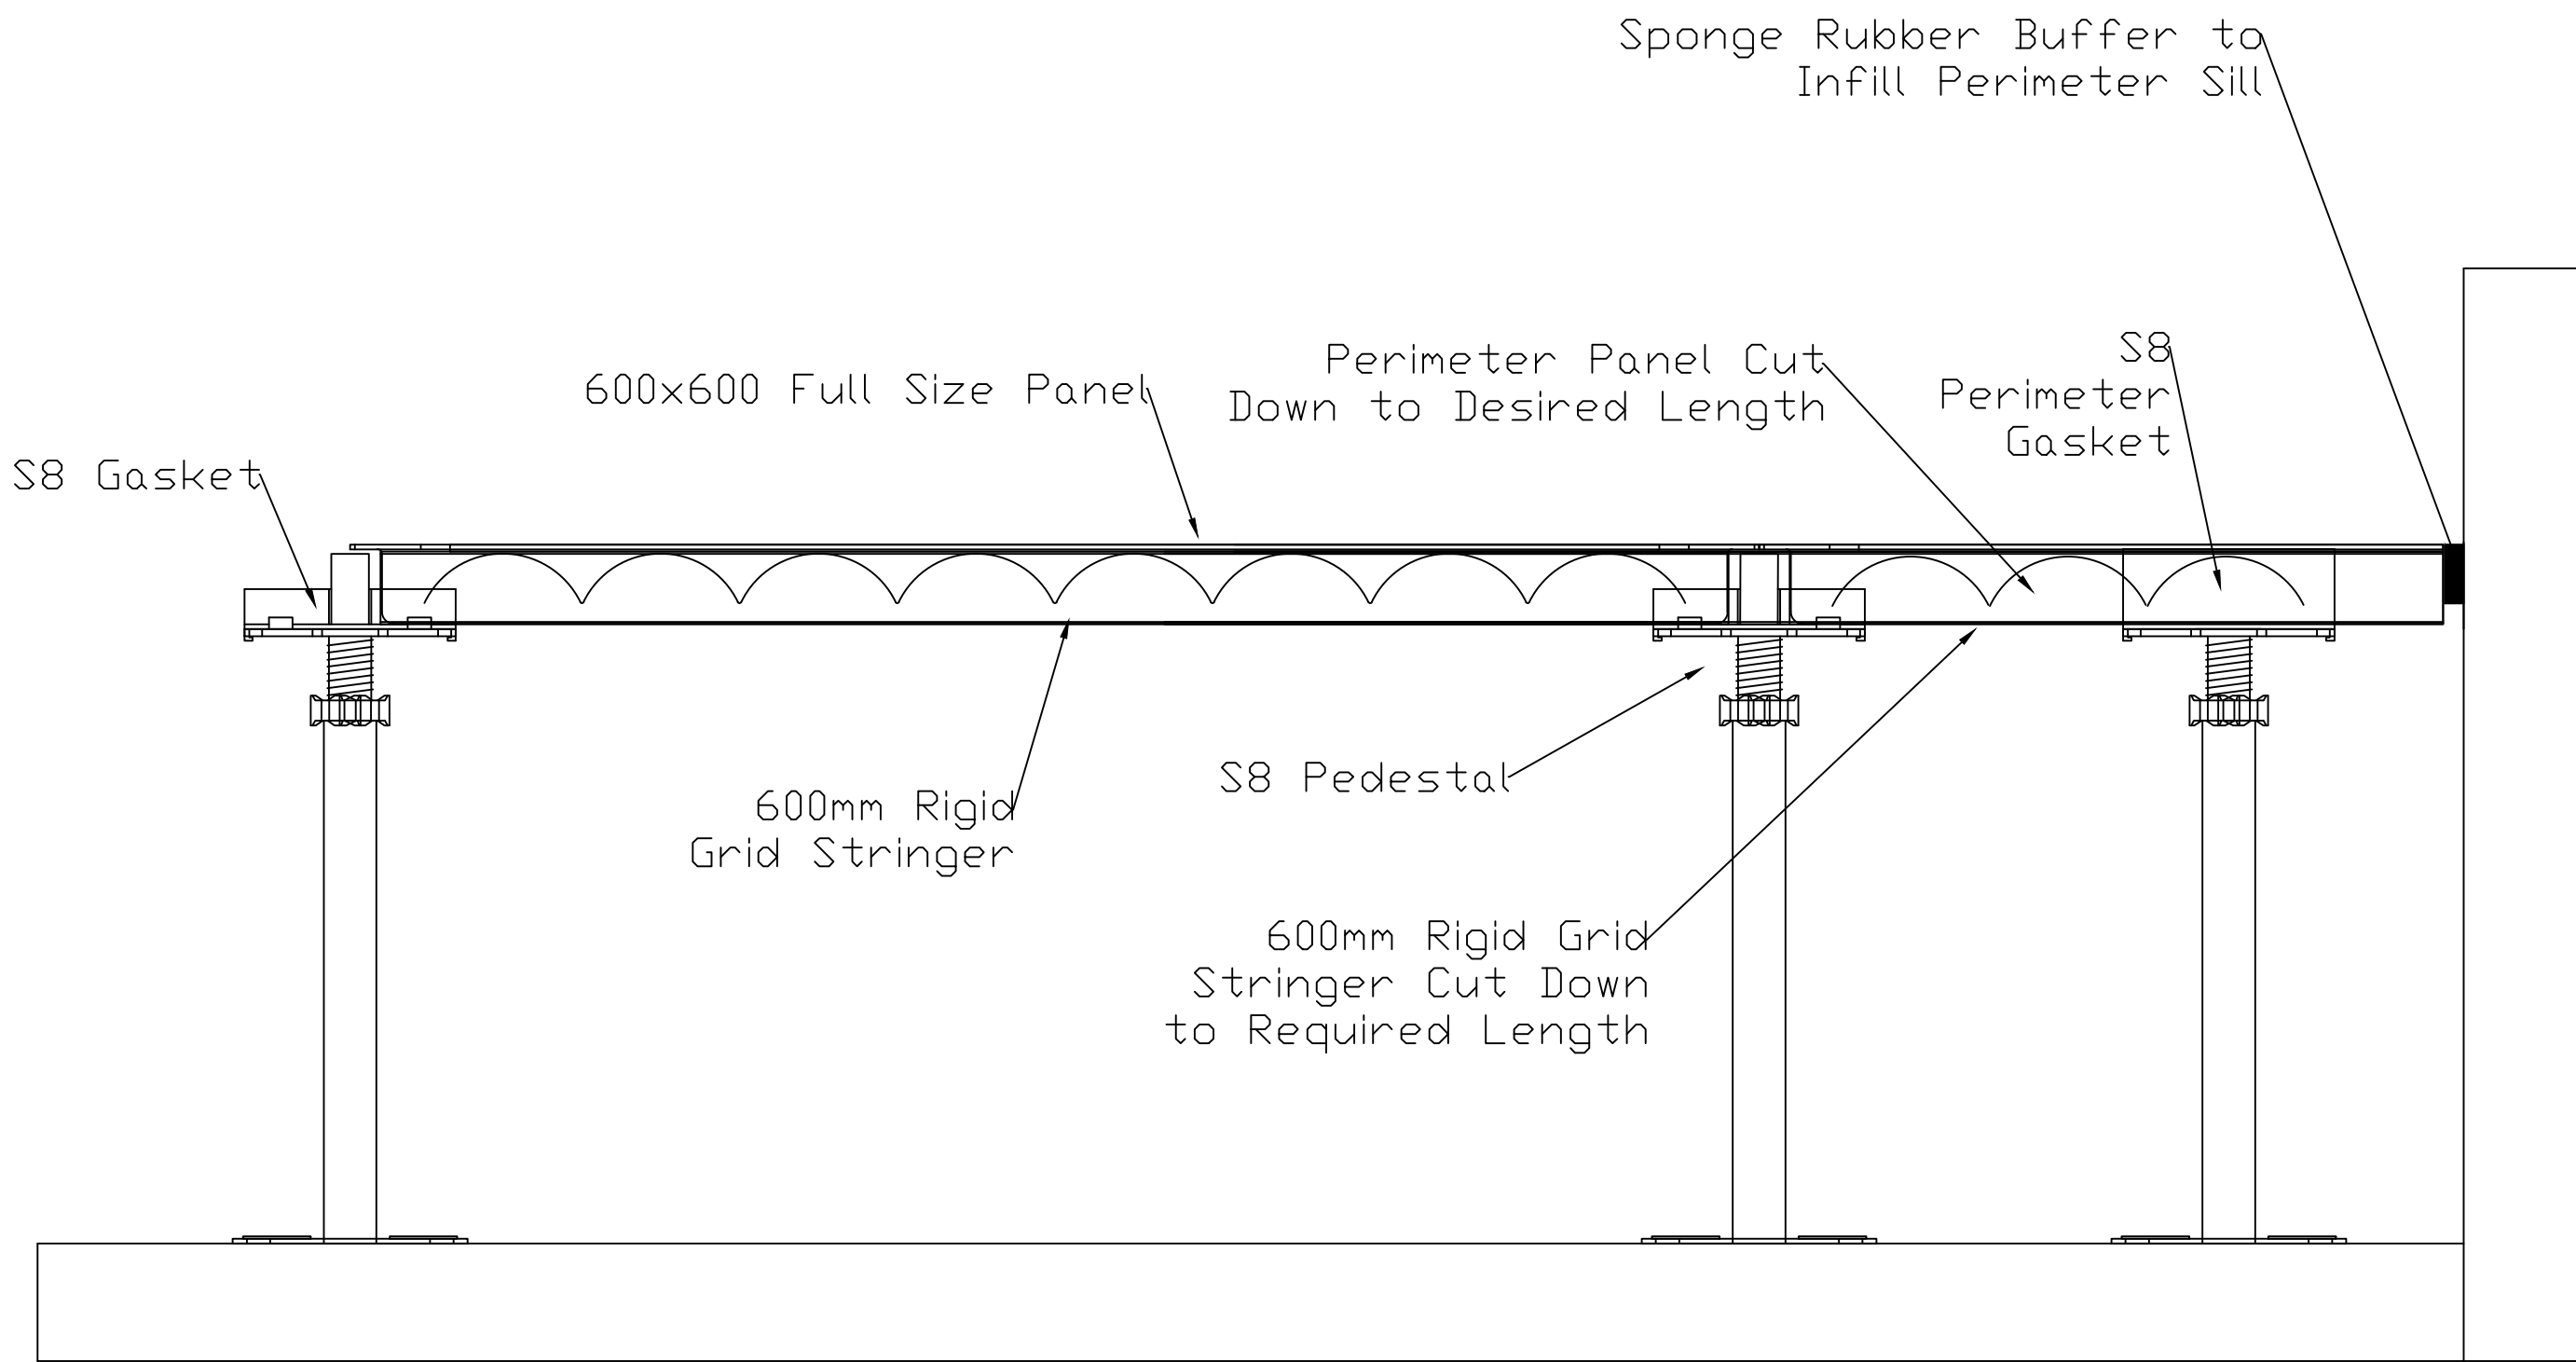 Sponge Rubber Buffer to
Infill Perimeter Sill
S8
Perimeter
Gasket
Perimeter Panel Cut
Down to Desired Length
600x600 Full Size Panel
S8 Gasket
S8 Pedestal
600mm Rigid
Grid Stringer
600mm Rigid Grid
Stringer Cut Down
to Required Length